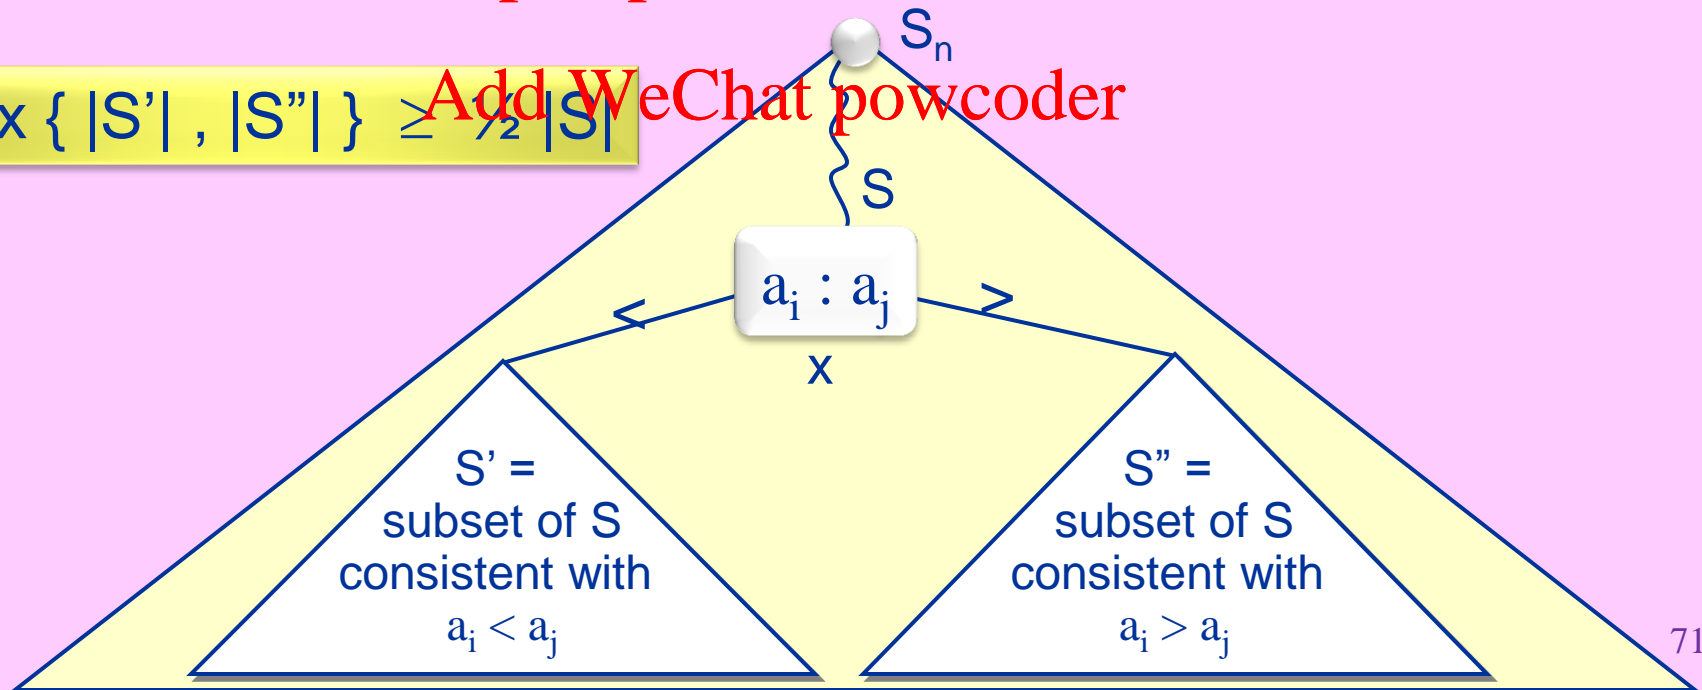 Sₙ
x { |S’| , |S”| } ≥ ½ |S|
Add WeChat powcoder
S
aᵢ : aⱼ
< >
x
S’ =
subset of S
consistent with
aᵢ < aⱼ
S” =
subset of S
consistent with
aᵢ > aⱼ
71